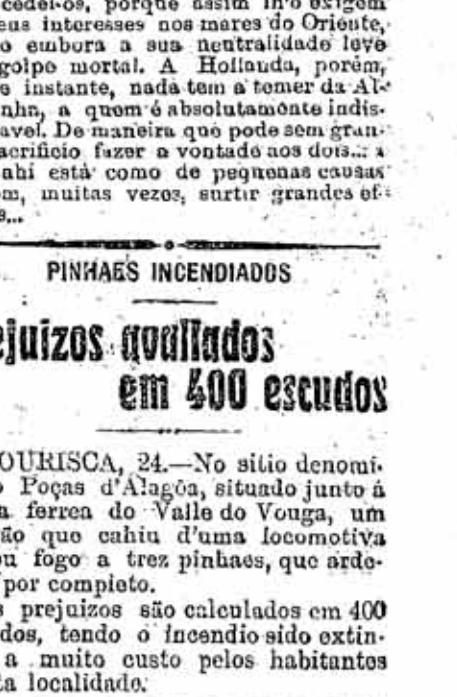 cedel-os, porque assim lh'o exigem
eus interesses nos mares do Oriente,
o embora a sua neutralidade leve
golpe mortal. A Hollanda, porém,
e instante, nada tem a temer da Al-
nha, a quem é absolutamente indis-
avel. De maneira que pode sem gran-
acrificio fazer a vontade aos dois...
ahi está como de pequenas causas
em, muitas vezes, surtir grandes ef-
s...
PINHAES INCENDIADOS
ejuizos avaliados
em 400 escudos
OURISCA, 24.—No sitio denomi-
o Poças d'Alagôa, situado junto á
a ferrea do Valle do Vouga, um
ão que cahiu d'uma locomotiva
ou fogo a trez pinhaes, que arde-
por completo.
s prejuizos são calculados em 400
dos, tendo o incendio sido extin-
a muito custo pelos habitantes
ta localidade.